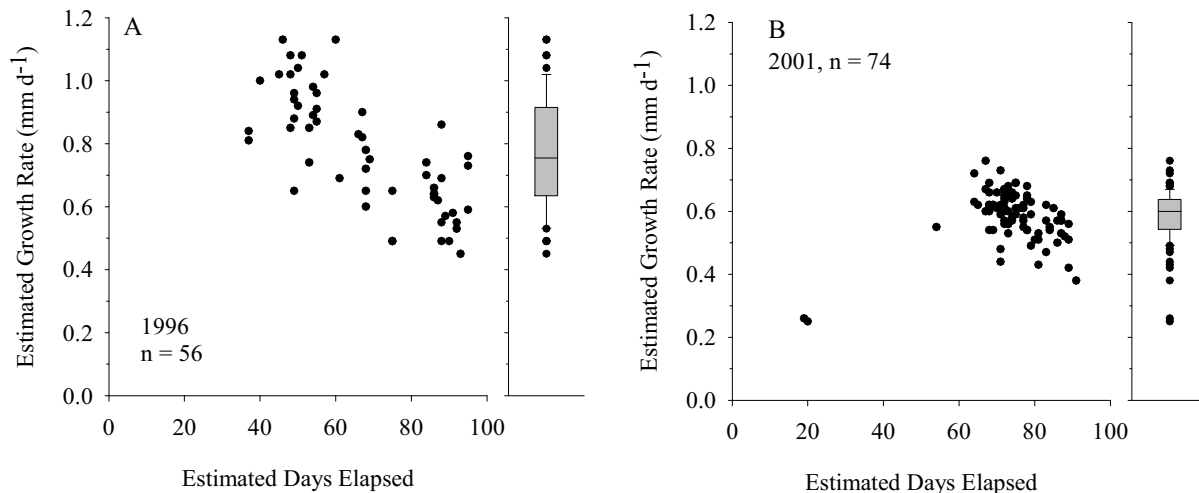 A
Estimated Growth Rate (mm d-1)
1.2
1.0
0.8
0.6
0.4
0.2
0.0
1996
n = 56
0 20 40 60 80 100
Estimated Days Elapsed
B
2001, n = 74
Estimated Growth Rate (mm d-1)
1.2
1.0
0.8
0.6
0.4
0.2
0.0
0 20 40 60 80 100
Estimated Days Elapsed